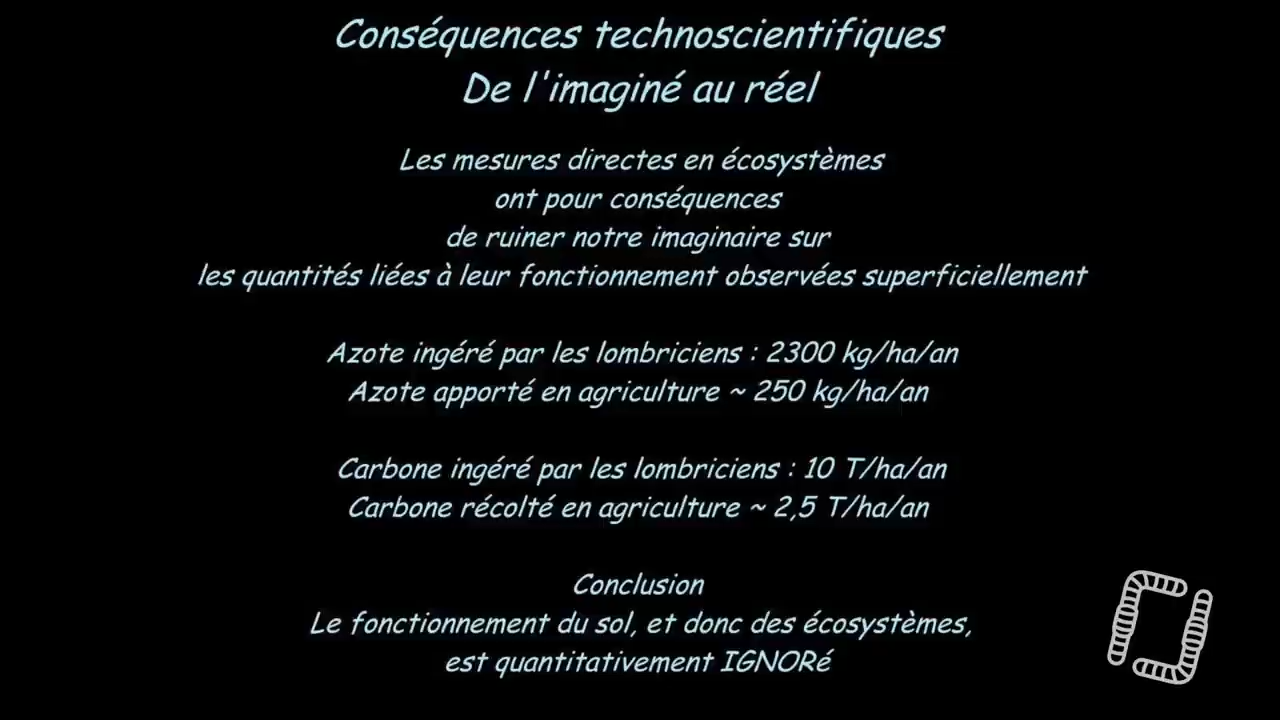 Conséquences technoscientifiques
De l'imaginé au réel
Les mesures directes en écosystèmes
ont pour conséquences
de ruiner notre imaginaire sur
les quantités liées à leur fonctionnement observées superficiellement
Azote ingéré par les lombriciens : 2300 kg/ha/an
Azote apporté en agriculture ~ 250 kg/ha/an
Carbone ingéré par les lombriciens : 10 T/ha/an
Carbone récolté en agriculture ~ 2,5 T/ha/an
Conclusion
Le fonctionnement du sol, et donc des écosystèmes,
est quantitativement IGNORé